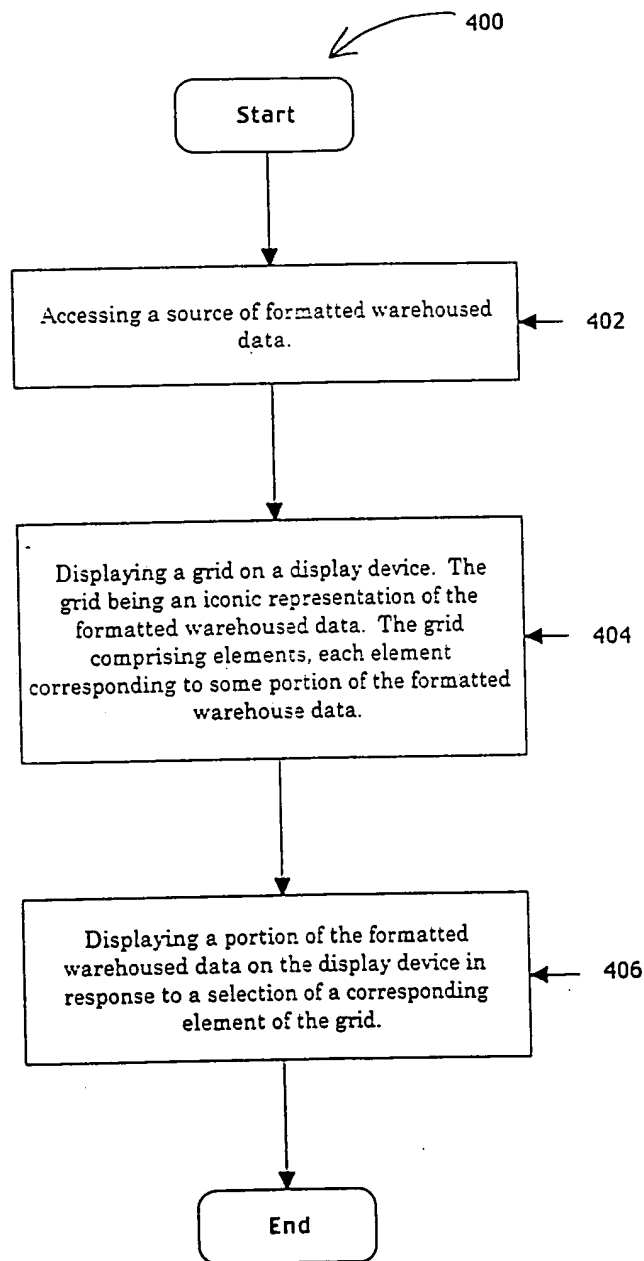 400
Start
Accessing a source of formatted warehoused
data.
402
Displaying a grid on a display device. The
grid being an iconic representation of the
formatted warehoused data. The grid
comprising elements, each element
corresponding to some portion of the formatted
warehouse data.
404
Displaying a portion of the formatted
warehoused data on the display device in
response to a selection of a corresponding
element of the grid.
406
End